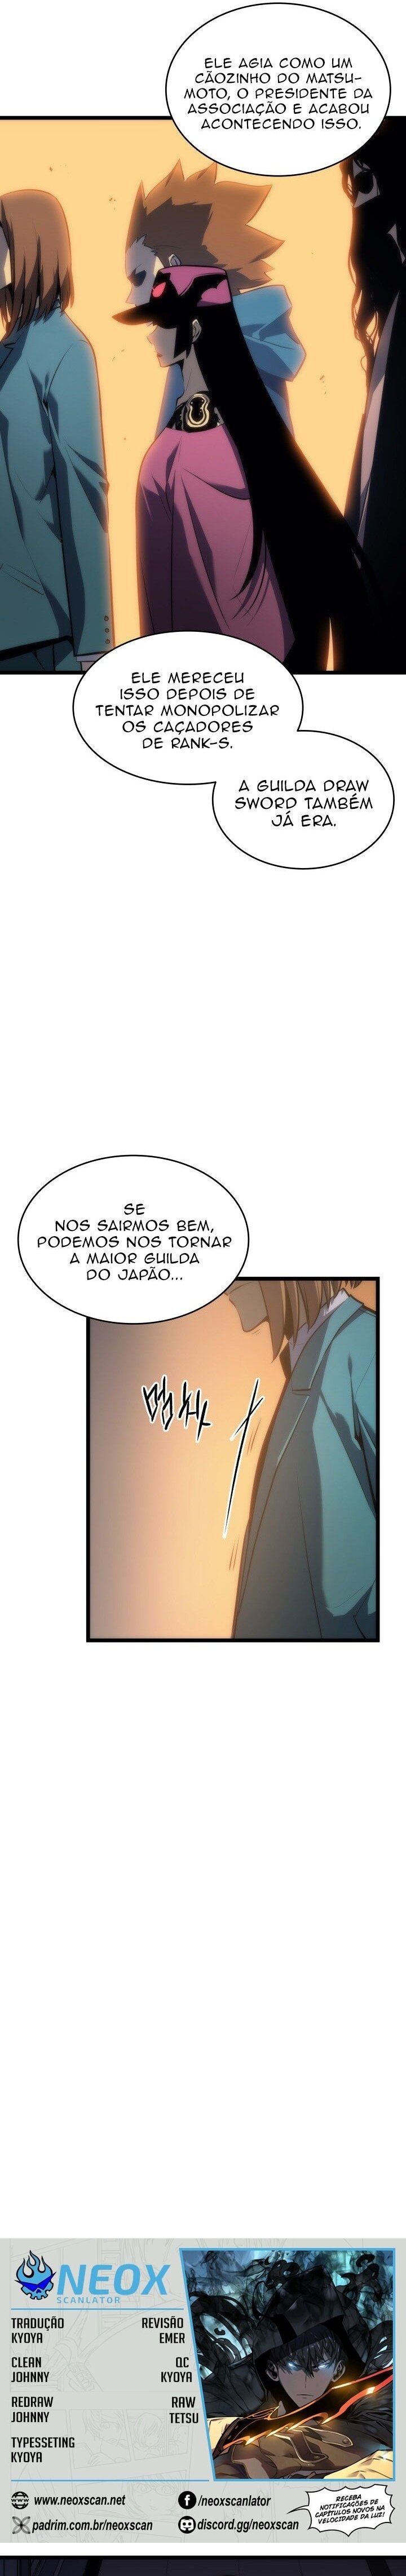 ELE AGIA COMO UM
CÃOZINHO DO MATSU-
MOTO, O PRESIDENTE DA
ASSOCIAÇÃO E ACABOU
ACONTECENDO ISSO.
ELE MERECEU
ISSO DEPOIS DE
TENTAR MONOPOLIZAR
OS CAÇADORES
DE RANK-S.
A GUILDA DRAW
SWORD TAMBÉM
JÁ ERA.
SE
NOS SAIRMOS BEM,
PODEMOS NOS TORNAR
A MAIOR GUILDA
DO JAPÃO...
NEOX
SCANLATOR
TRADUÇÃO
KYOYA
REVISÃO
EMER
CLEAN
JOHNNY
QC
KYOYA
REDRAW
JOHNNY
RAW
TETSU
TYPESSETING
KYOYA
www.neoxscan.net
/neoxscanlator
padrim.com.br/neoxscan
discord.gg/neoxscan
RECEBA
NOTIFICAÇÕES DE
CAPÍTULOS NOVOS NA
VELOCIDADE DA LUZ!